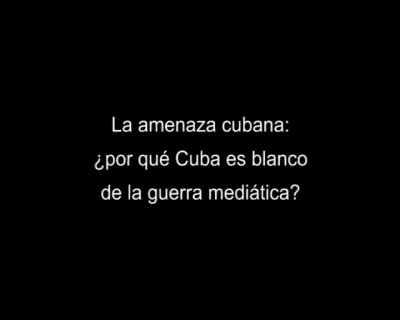 La amenaza cubana:
¿por qué Cuba es blanco
de la guerra mediática?